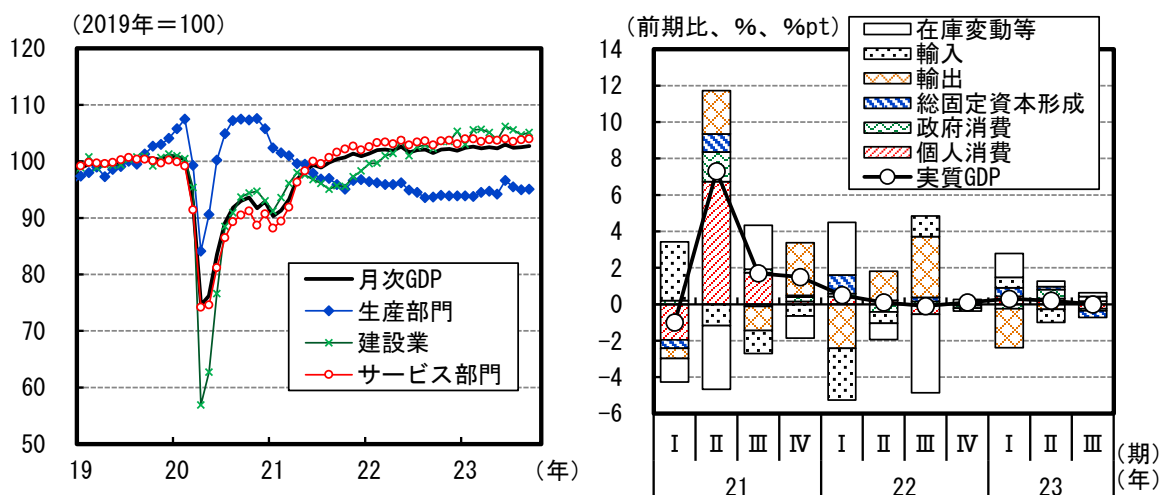 （2019年＝100）
120
110
100
90
80
70
60
50
月次GDP
生産部門
建設業
サービス部門
19 20 21 22 23 （年）
（前期比、％、％pt）
14
12
10
8
6
4
2
0
-2
-4
-6
在庫変動等
輸入
輸出
総固定資本形成
政府消費
個人消費
実質GDP
Ⅰ Ⅱ Ⅲ Ⅳ Ⅰ Ⅱ Ⅲ Ⅳ Ⅰ Ⅱ Ⅲ （期）
21 22 23 （年）